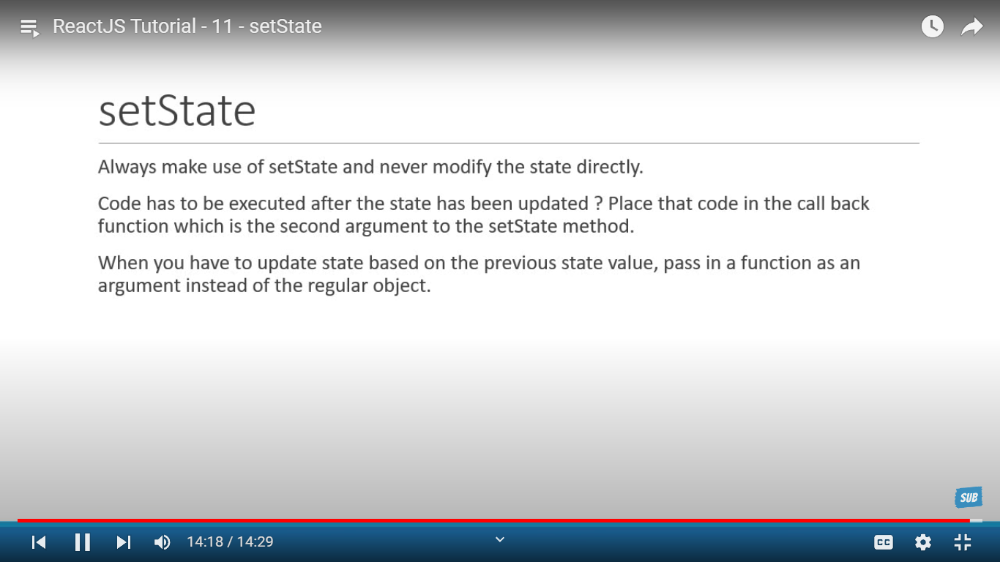 ReactJS Tutorial - 11 - setState
setState
Always make use of setState and never modify the state directly.
Code has to be executed after the state has been updated ? Place that code in the call back
function which is the second argument to the setState method.
When you have to update state based on the previous state value, pass in a function as an
argument instead of the regular object.
SUB
14:18 / 14:29
CC